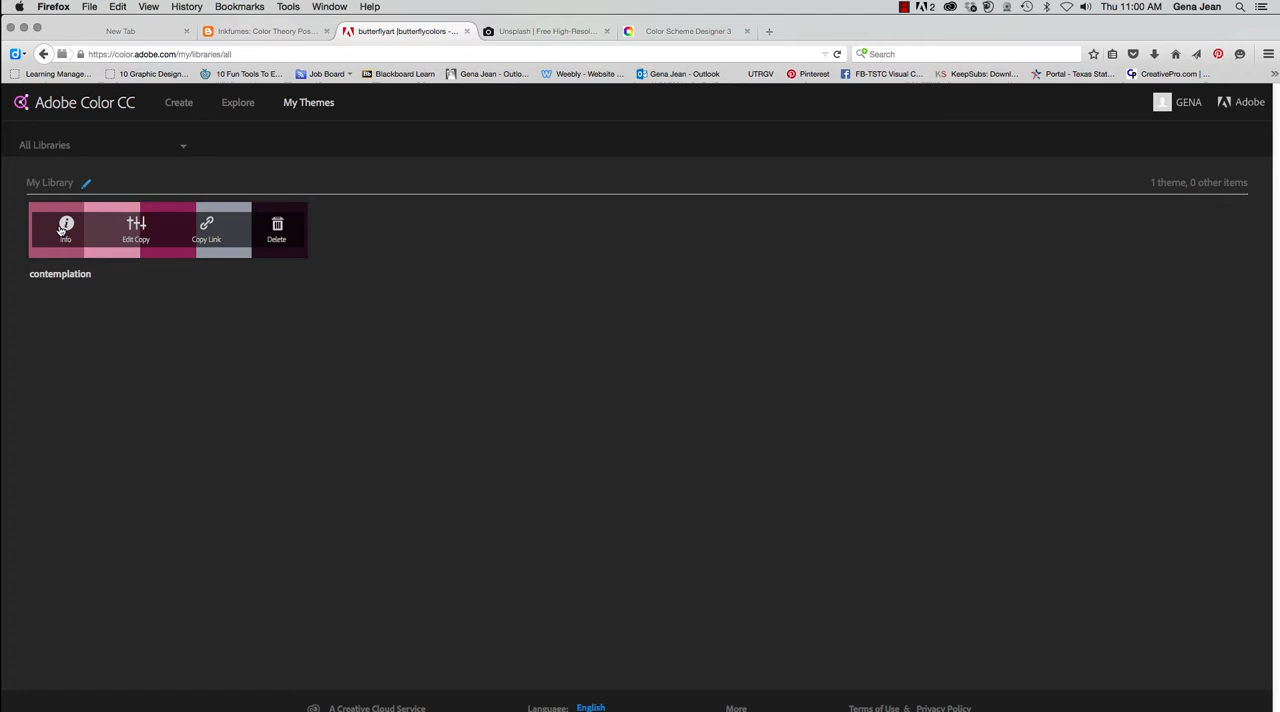 Firefox File Edit View History Bookmarks Tools Window Help 2 Thu 11:00 AM Gena Jean
New Tab Inkfumes: Color Theory Pos... butterflyart |butterflycolors -... Unsplash | Free High-Resol... Color Scheme Designer 3
https://color.adobe.com/my/libraries/all Search
Learning Manage... 10 Graphic Design... 10 Fun Tools To E... Job Board Blackboard Learn Gena Jean - Outlo... Weebly - Website ... Gena Jean - Outlook UTRGV Pinterest FB-TSTC Visual C... KS KeepSubs: Downl... Portal - Texas Stat... CreativePro.com | ...
Adobe Color CC Create Explore My Themes GENA Adobe
All Libraries
My Library 1 theme, 0 other items
Info Edit Copy Copy Link Delete
contemplation
A Creative Cloud Service Language: English More Terms of Use & Privacy Policy